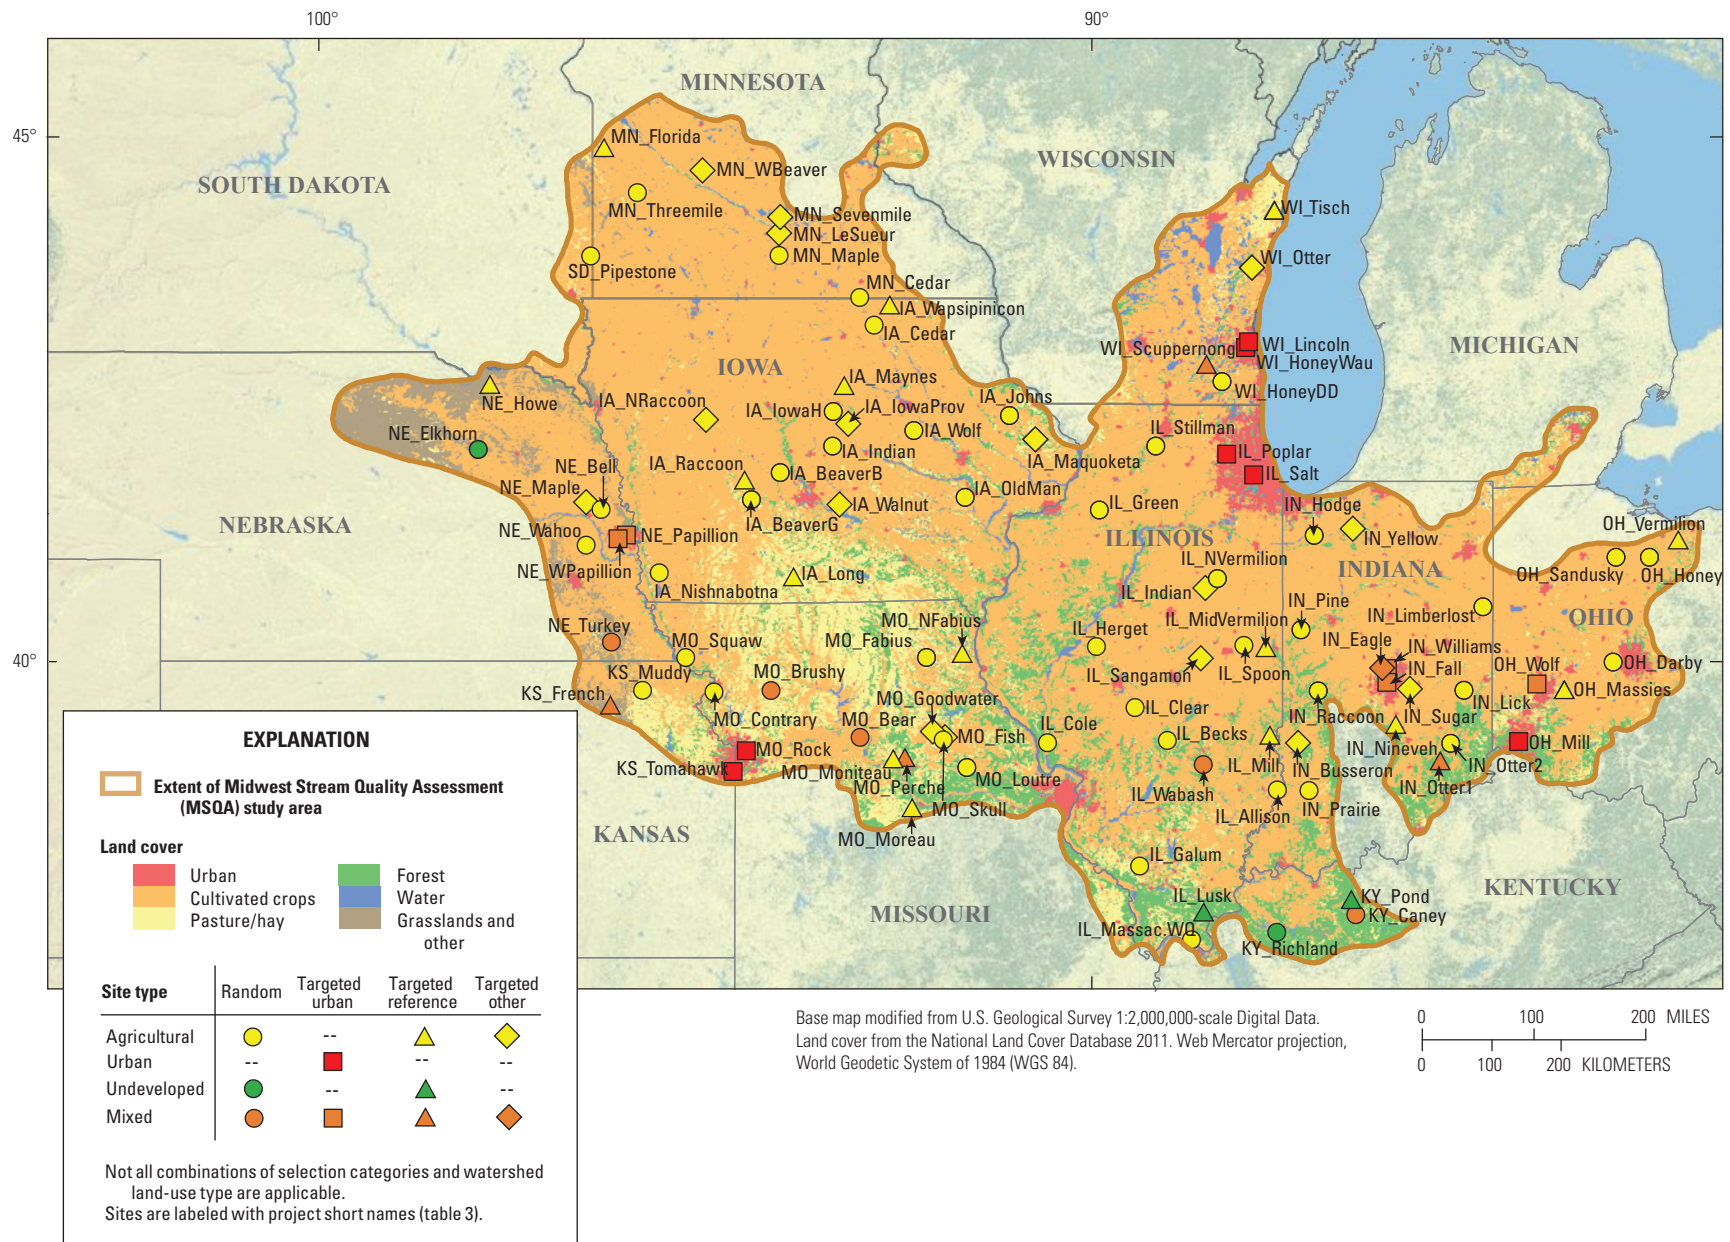 100°
90°
45°
40°
MINNESOTA
WISCONSIN
SOUTH DAKOTA
MICHIGAN
IOWA
NEBRASKA
ILLINOIS
INDIANA
OHIO
KANSAS
MISSOURI
KENTUCKY
MN_Florida
MN_WBeaver
MN_Threemile
MN_Sevenmile
MN_LeSueur
MN_Maple
SD_Pipestone
MN_Cedar
IA_Wapsipinicon
IA_Cedar
WI_Tisch
WI_Otter
WI_Lincoln
WI_Scuppernong
WI_HoneyWau
WI_HoneyDD
NE_Howe
NE_Elkhorn
IA_NRaccoon
IA_Maynes
IA_IowaH
IA_IowaProv
IA_Johns
IA_Wolf
IA_Indian
IA_Maquoketa
IL_Stillman
IL_Poplar
IL_Salt
NE_Bell
NE_Maple
IA_Raccoon
IA_BeaverB
IA_OldMan
IA_Walnut
IA_BeaverG
IL_Green
IN_Hodge
IN_Yellow
OH_Vermilion
NE_Wahoo
NE_Papillion
NE_WPapillion
IA_Nishnabotna
IA_Long
IL_NVermilion
IL_Indian
OH_Sandusky
OH_Honey
NE_Turkey
MO_Squaw
MO_NFabius
MO_Fabius
IL_Herget
IL_MidVermilion
IN_Pine
IN_Limberlost
IN_Eagle
IN_Williams
IN_Fall
OH_Wolf
OH_Darby
KS_Muddy
MO_Brushy
IL_Sangamon
IL_Spoon
OH_Massies
KS_French
MO_Contrary
MO_Goodwater
MO_Bear
IL_Clear
IN_Raccoon
IN_Sugar
IN_Lick
IL_Cole
IL_Becks
MO_Rock
MO_Fish
IN_Nineveh
OH_Mill
KS_Tomahawk
MO_Moniteau
MO_Loutre
IL_Mill
IN_Busseron
IN_Otter2
MO_Perche
IL_Wabash
IN_Otter1
MO_Skull
IL_Allison
IN_Prairie
MO_Moreau
IL_Galum
IL_Lusk
KY_Pond
KY_Caney
IL_Massac.WQ
KY_Richland
EXPLANATION
Extent of Midwest Stream Quality Assessment
(MSQA) study area
Land cover
Urban
Cultivated crops
Pasture/hay
Forest
Water
Grasslands and
other
Site type
Random
Targeted
urban
Targeted
reference
Targeted
other
Agricultural --
Urban -- -- --
Undeveloped -- --
Mixed
Not all combinations of selection categories and watershed
land-use type are applicable.
Sites are labeled with project short names (table 3).
Base map modified from U.S. Geological Survey 1:2,000,000-scale Digital Data.
Land cover from the National Land Cover Database 2011. Web Mercator projection,
World Geodetic System of 1984 (WGS 84).
0 100 200 MILES
0 100 200 KILOMETERS